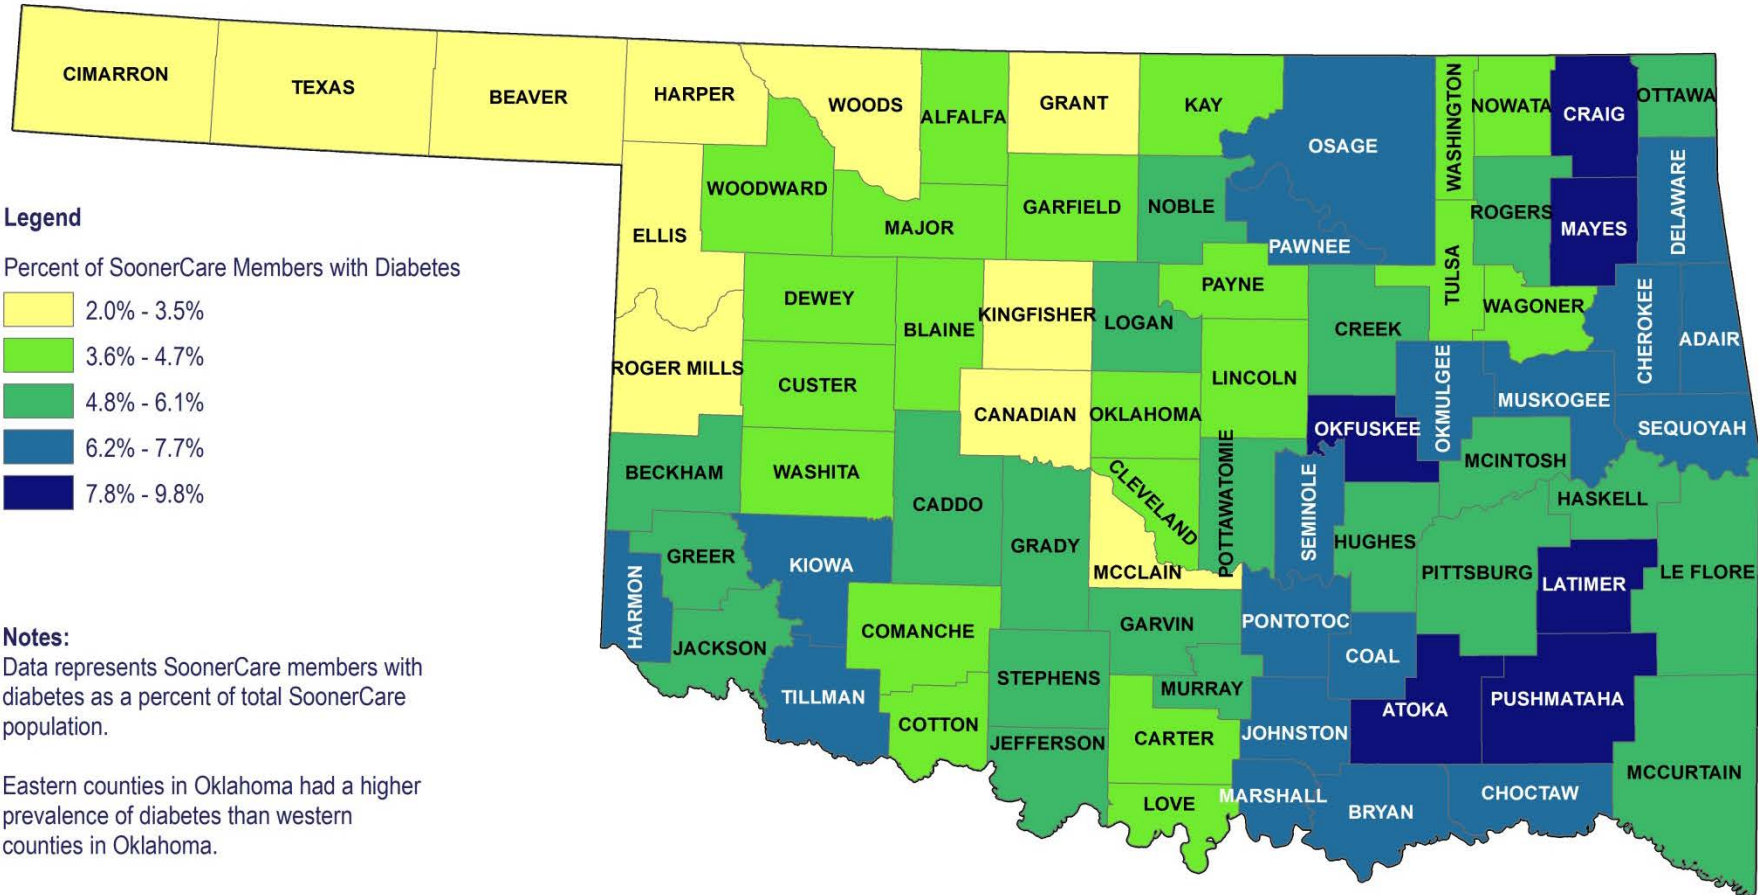 CIMARRON
TEXAS
BEAVER
HARPER
WOODS
ALFALFA
GRANT
KAY
OSAGE
WASHINGTON
NOWATA
CRAIG
OTTAWA
WOODWARD
MAJOR
GARFIELD
NOBLE
PAWNEE
ROGERS
MAYES
DELAWARE
Legend
Percent of SoonerCare Members with Diabetes
2.0% - 3.5%
3.6% - 4.7%
4.8% - 6.1%
6.2% - 7.7%
7.8% - 9.8%
ELLIS
DEWEY
BLAINE
KINGFISHER
LOGAN
PAYNE
TULSA
WAGONER
CREEK
CHEROKEE
ADAIR
ROGER MILLS
CUSTER
CANADIAN
OKLAHOMA
LINCOLN
OKFUSKEE
OKMULGEE
MUSKOGEE
SEQUOYAH
BECKHAM
WASHITA
CADDO
GRADY
CLEVELAND
POTTAWATOMIE
SEMINOLE
MCINTOSH
HASKELL
HUGHES
GREER
KIOWA
MCCLAIN
PITTSBURG
LATIMER
LE FLORE
HARMON
JACKSON
COMANCHE
GARVIN
PONTOTOC
COAL
TILLMAN
COTTON
STEPHENS
MURRAY
JEFFERSON
CARTER
JOHNSTON
ATOKA
PUSHMATAHA
LOVE
MARSHALL
BRYAN
CHOCTAW
MCCURTAIN
Notes:
Data represents SoonerCare members with
diabetes as a percent of total SoonerCare
population.
Eastern counties in Oklahoma had a higher
prevalence of diabetes than western
counties in Oklahoma.